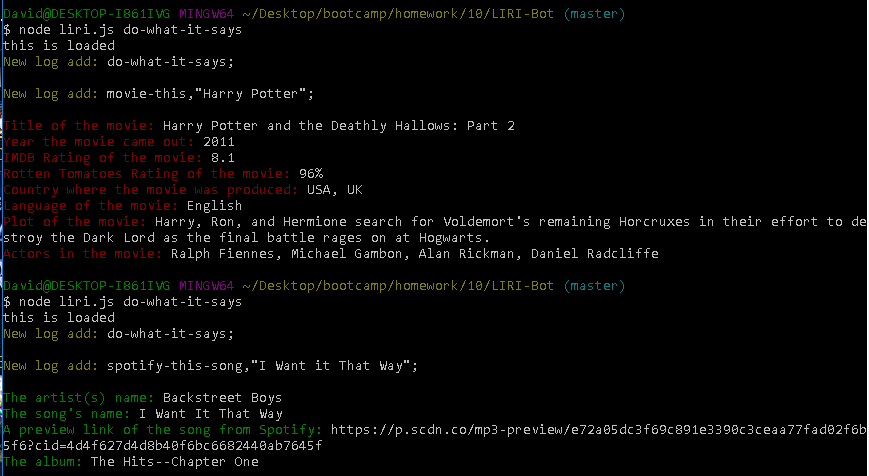 David@DESKTOP-I861IVG MINGW64 ~/Desktop/bootcamp/homework/10/LIRI-Bot (master)
$ node liri.js do-what-it-says
this is loaded
New log add: do-what-it-says;
New log add: movie-this,"Harry Potter";
Title of the movie: Harry Potter and the Deathly Hallows: Part 2
Year the movie came out: 2011
IMDB Rating of the movie: 8.1
Rotten Tomatoes Rating of the movie: 96%
Country where the movie was produced: USA, UK
Language of the movie: English
Plot of the movie: Harry, Ron, and Hermione search for Voldemort's remaining Horcruxes in their effort to de
stroy the Dark Lord as the final battle rages on at Hogwarts.
Actors in the movie: Ralph Fiennes, Michael Gambon, Alan Rickman, Daniel Radcliffe
David@DESKTOP-I861IVG MINGW64 ~/Desktop/bootcamp/homework/10/LIRI-Bot (master)
$ node liri.js do-what-it-says
this is loaded
New log add: do-what-it-says;
New log add: spotify-this-song,"I Want it That Way";
The artist(s) name: Backstreet Boys
The song's name: I Want It That Way
A preview link of the song from Spotify: https://p.scdn.co/mp3-preview/e72a05dc3f69c891e3390c3ceaa77fad02f6b
5f6?cid=4d4f627d4d8b40f6bc6682440ab7645f
The album: The Hits--Chapter One